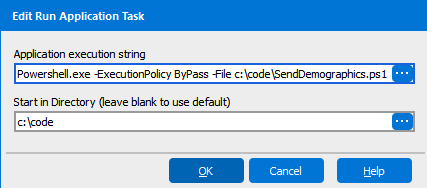 Edit Run Application Task
Application execution string
Powershell.exe -ExecutionPolicy ByPass -File c:\code\SendDemographics.ps1
...
Start in Directory (leave blank to use default)
c:\code
...
OK
Cancel
Help